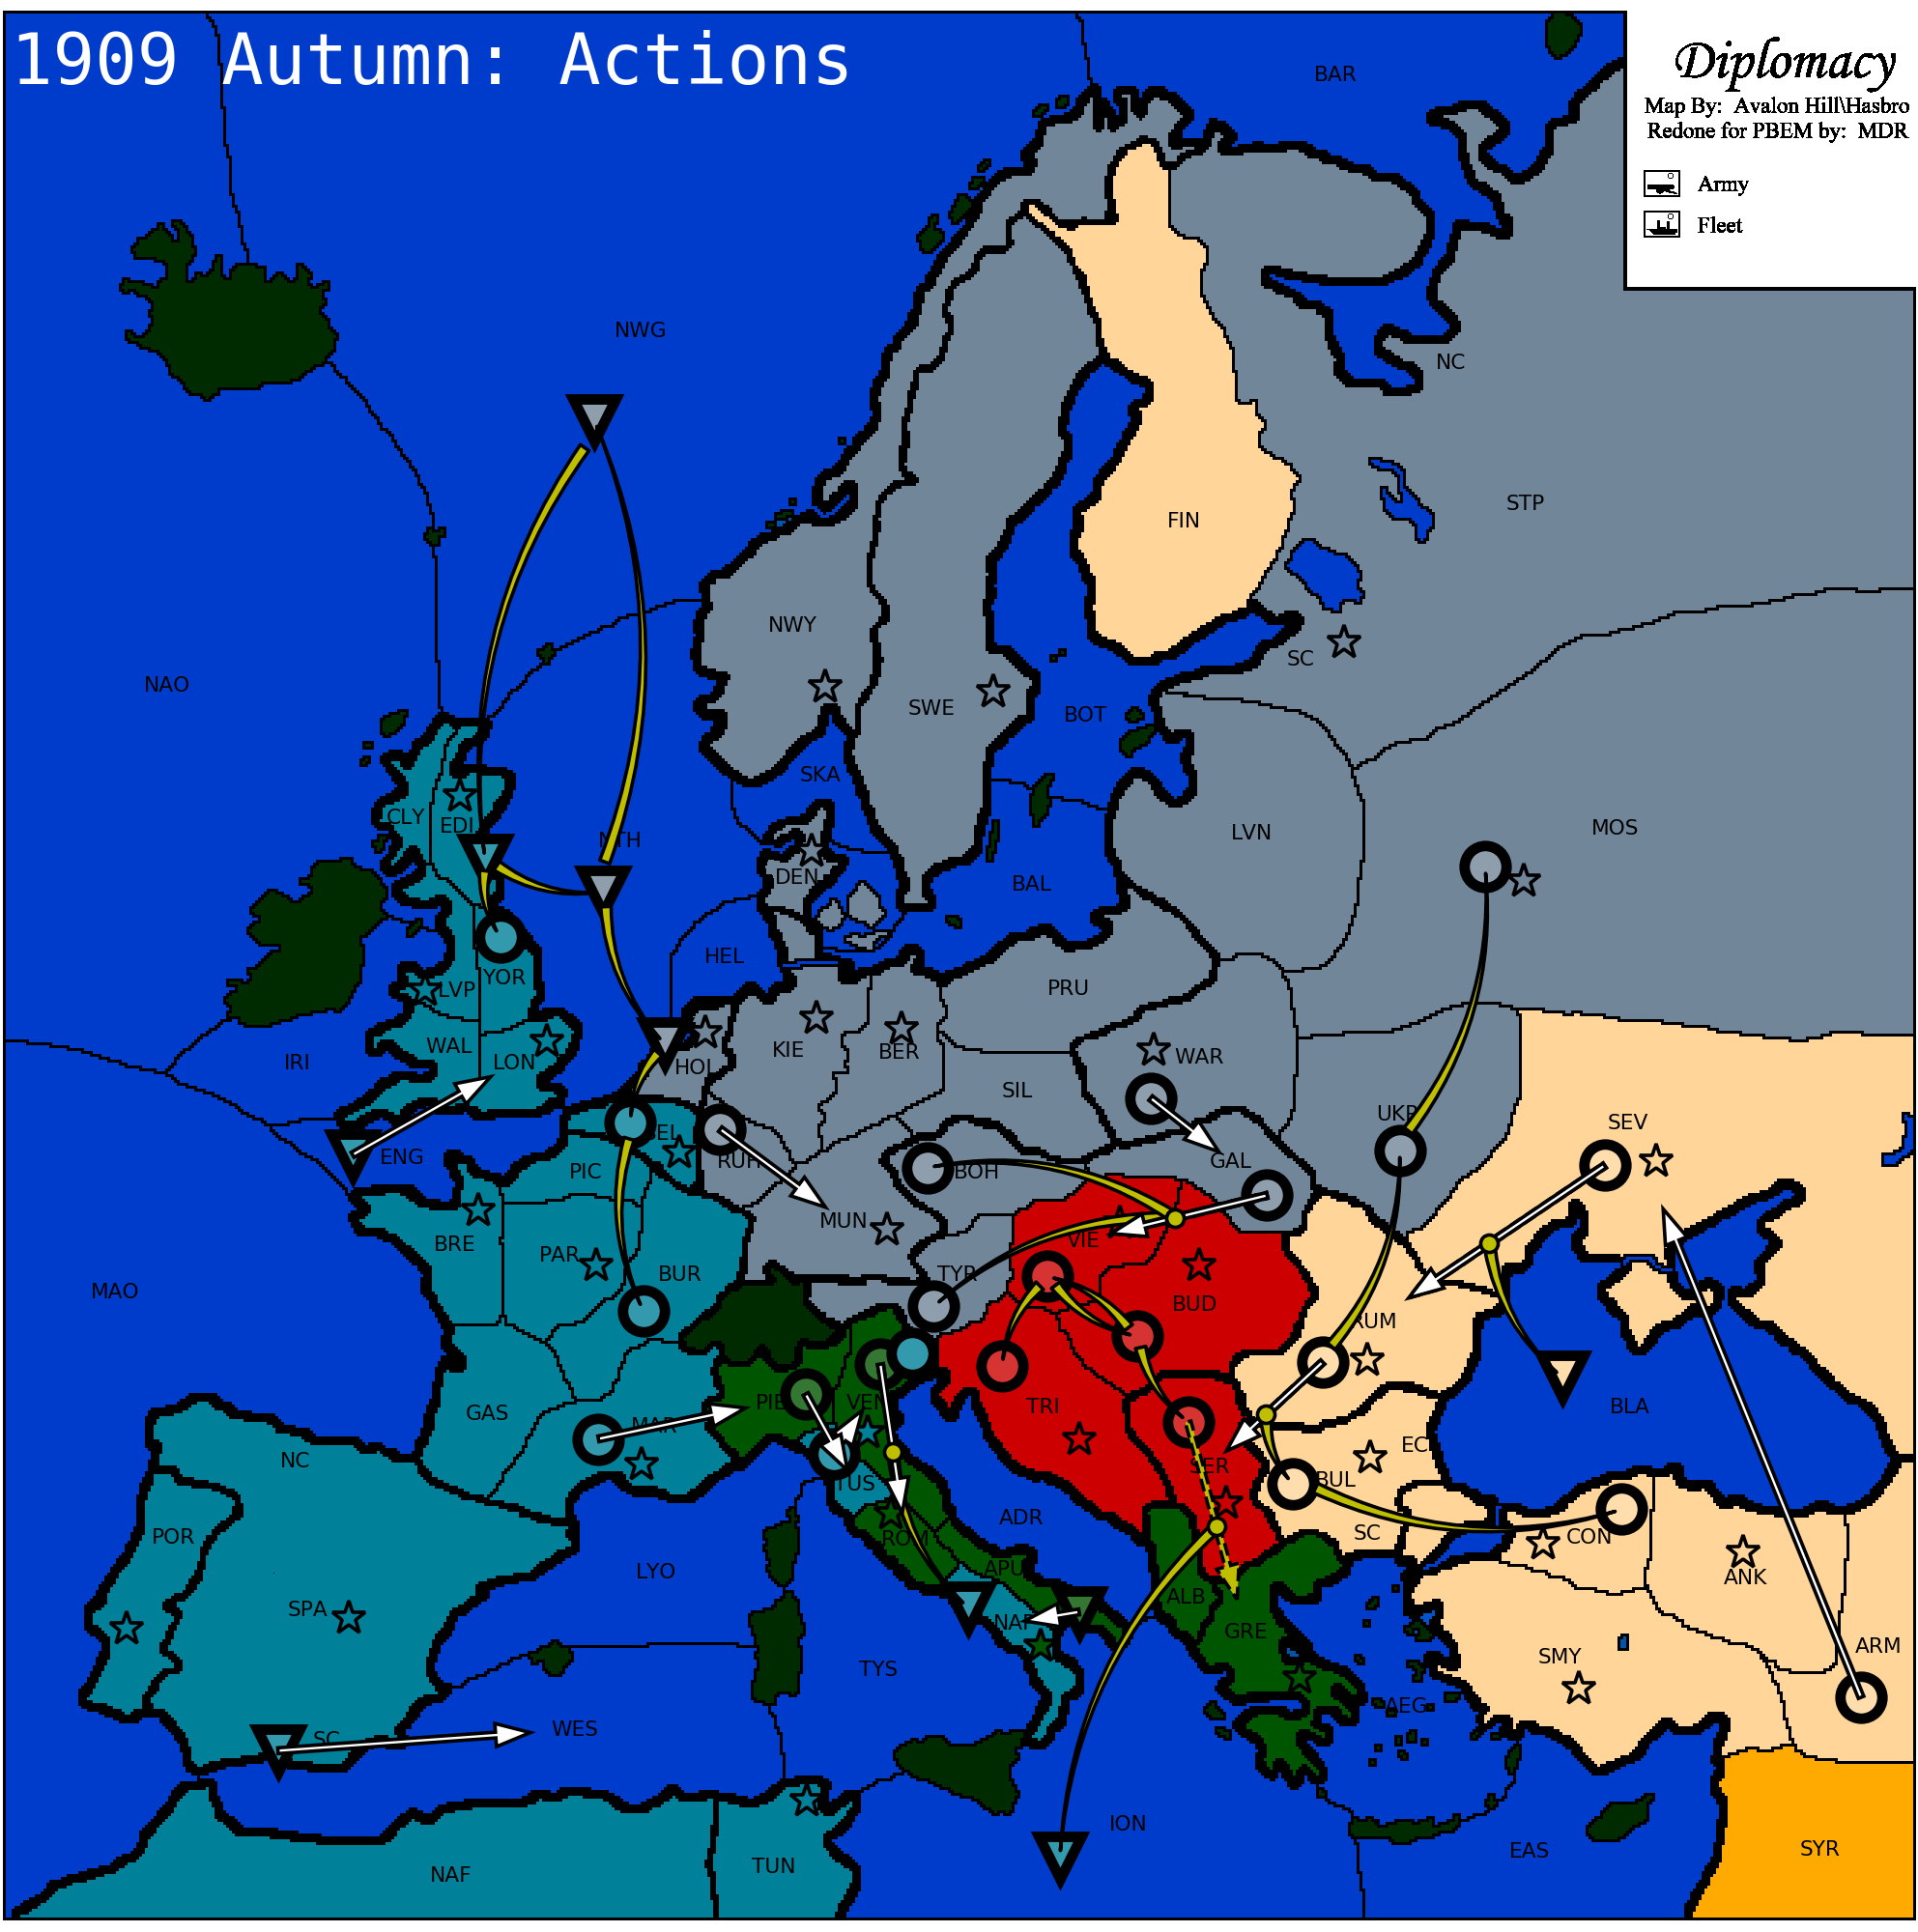 1909 Autumn: Actions
Diplomacy
Map By: Avalon Hill\Hasbro
Redone for PBEM by: MDR
Army
Fleet
BAR
NWG
NC
STP
FIN
NWY
SC
NAO
SWE
BOT
SKA
CLY
EDI
NTH
LVN
MOS
DEN
BAL
HEL
YOR
LVP
PRU
WAL
LON
IRI
KIE
BER
HOL
WAR
SIL
UKR
SEV
ENG
PIC
BEL
RUH
BOH
GAL
MUN
BRE
PAR
BUR
VIE
TYR
MAO
BUD
RUM
PIE
VEN
TRI
BLA
GAS
MAR
EC
NC
TUS
SER
BUL
POR
ROM
ADR
SC
CON
LYO
APU
ANK
SPA
NAP
ALB
GRE
ARM
SMY
TYS
AEG
SC
WES
ION
EAS
SYR
NAF
TUN